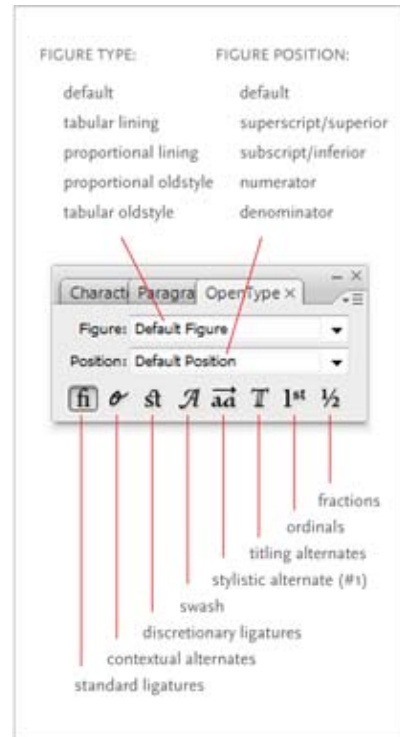 FIGURE TYPE:
default
tabular lining
proportional lining
proportional oldstyle
tabular oldstyle
FIGURE POSITION:
default
superscript/superior
subscript/inferior
numerator
denominator
Characti Paragra OpenType ×
Figure: Default Figure
Position: Default Position
fi st A aa T 1st ½
fractions
ordinals
titling alternates
stylistic alternate (#1)
swash
discretionary ligatures
contextual alternates
standard ligatures